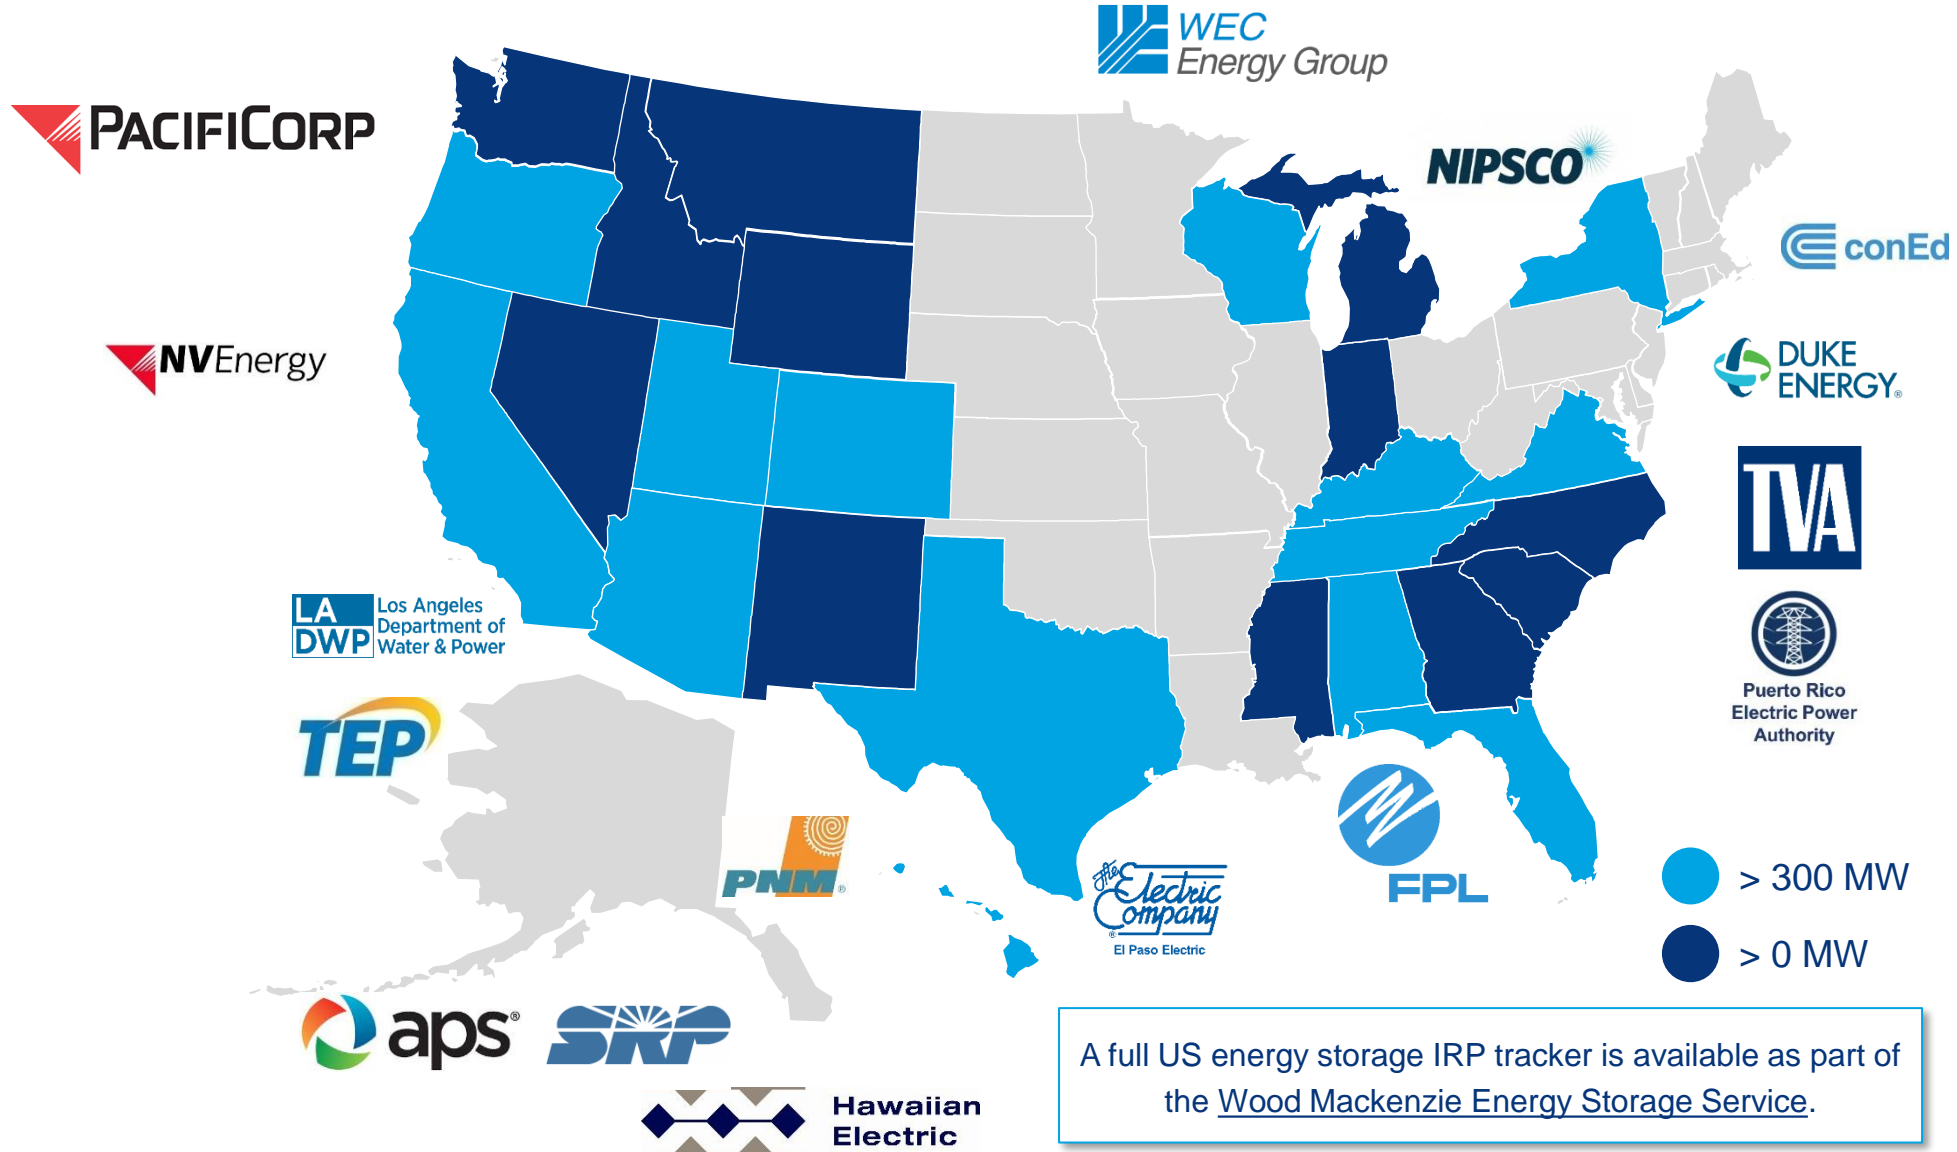 WEC
Energy Group
PACIFICORP
NIPSCO
conEd
NVEnergy
DUKE
ENERGY®
TVA
LA
DWP
Los Angeles
Department of
Water & Power
Puerto Rico
Electric Power
Authority
TEP
PNM®
the
Electric
Company
®
El Paso Electric
FPL
> 300 MW
> 0 MW
aps®
SRP
Hawaiian
Electric
A full US energy storage IRP tracker is available as part of
the Wood Mackenzie Energy Storage Service.